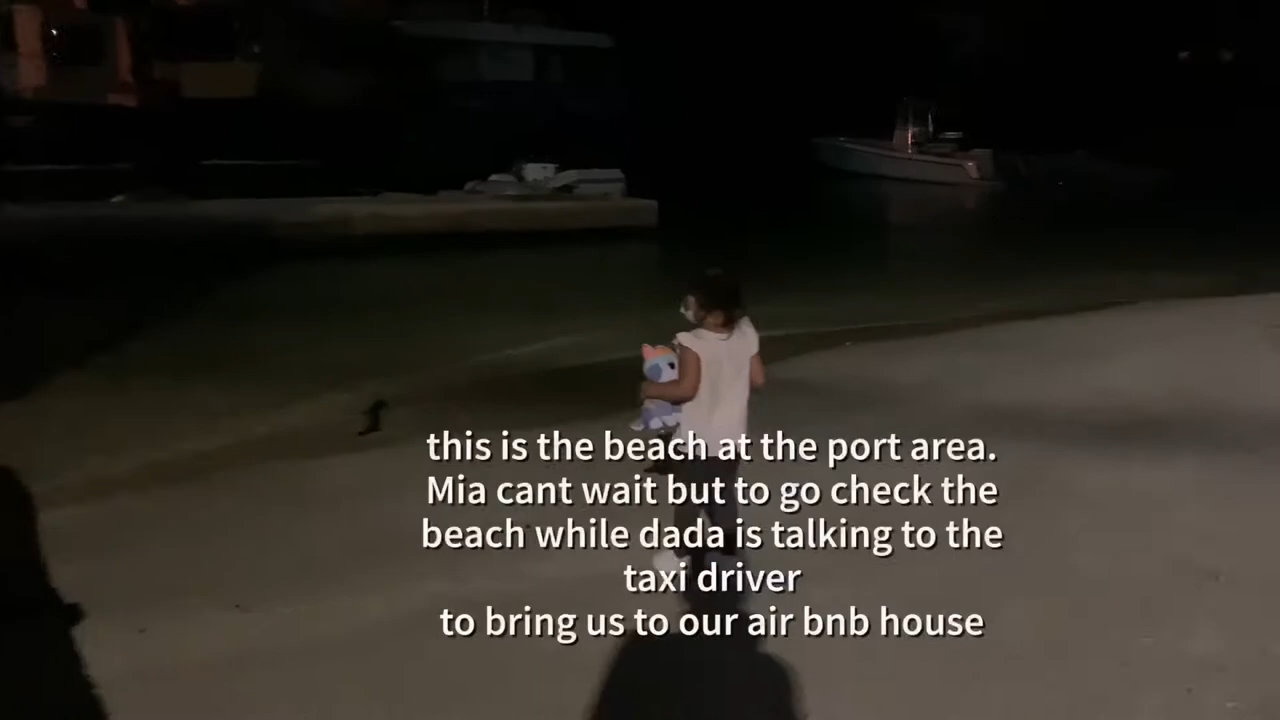 this is the beach at the port area.
Mia cant wait but to go check the
beach while dada is talking to the
taxi driver
to bring us to our air bnb house